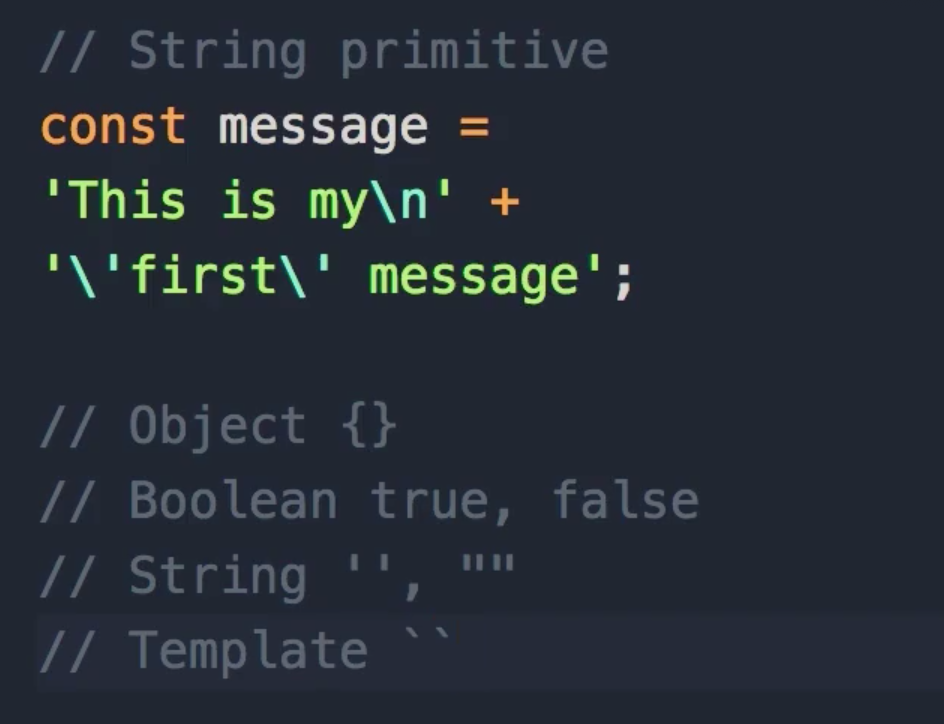 // String primitive
const message =
'This is my\n' +
'\'first\' message';
// Object {}
// Boolean true, false
// String '', ""
// Template ``